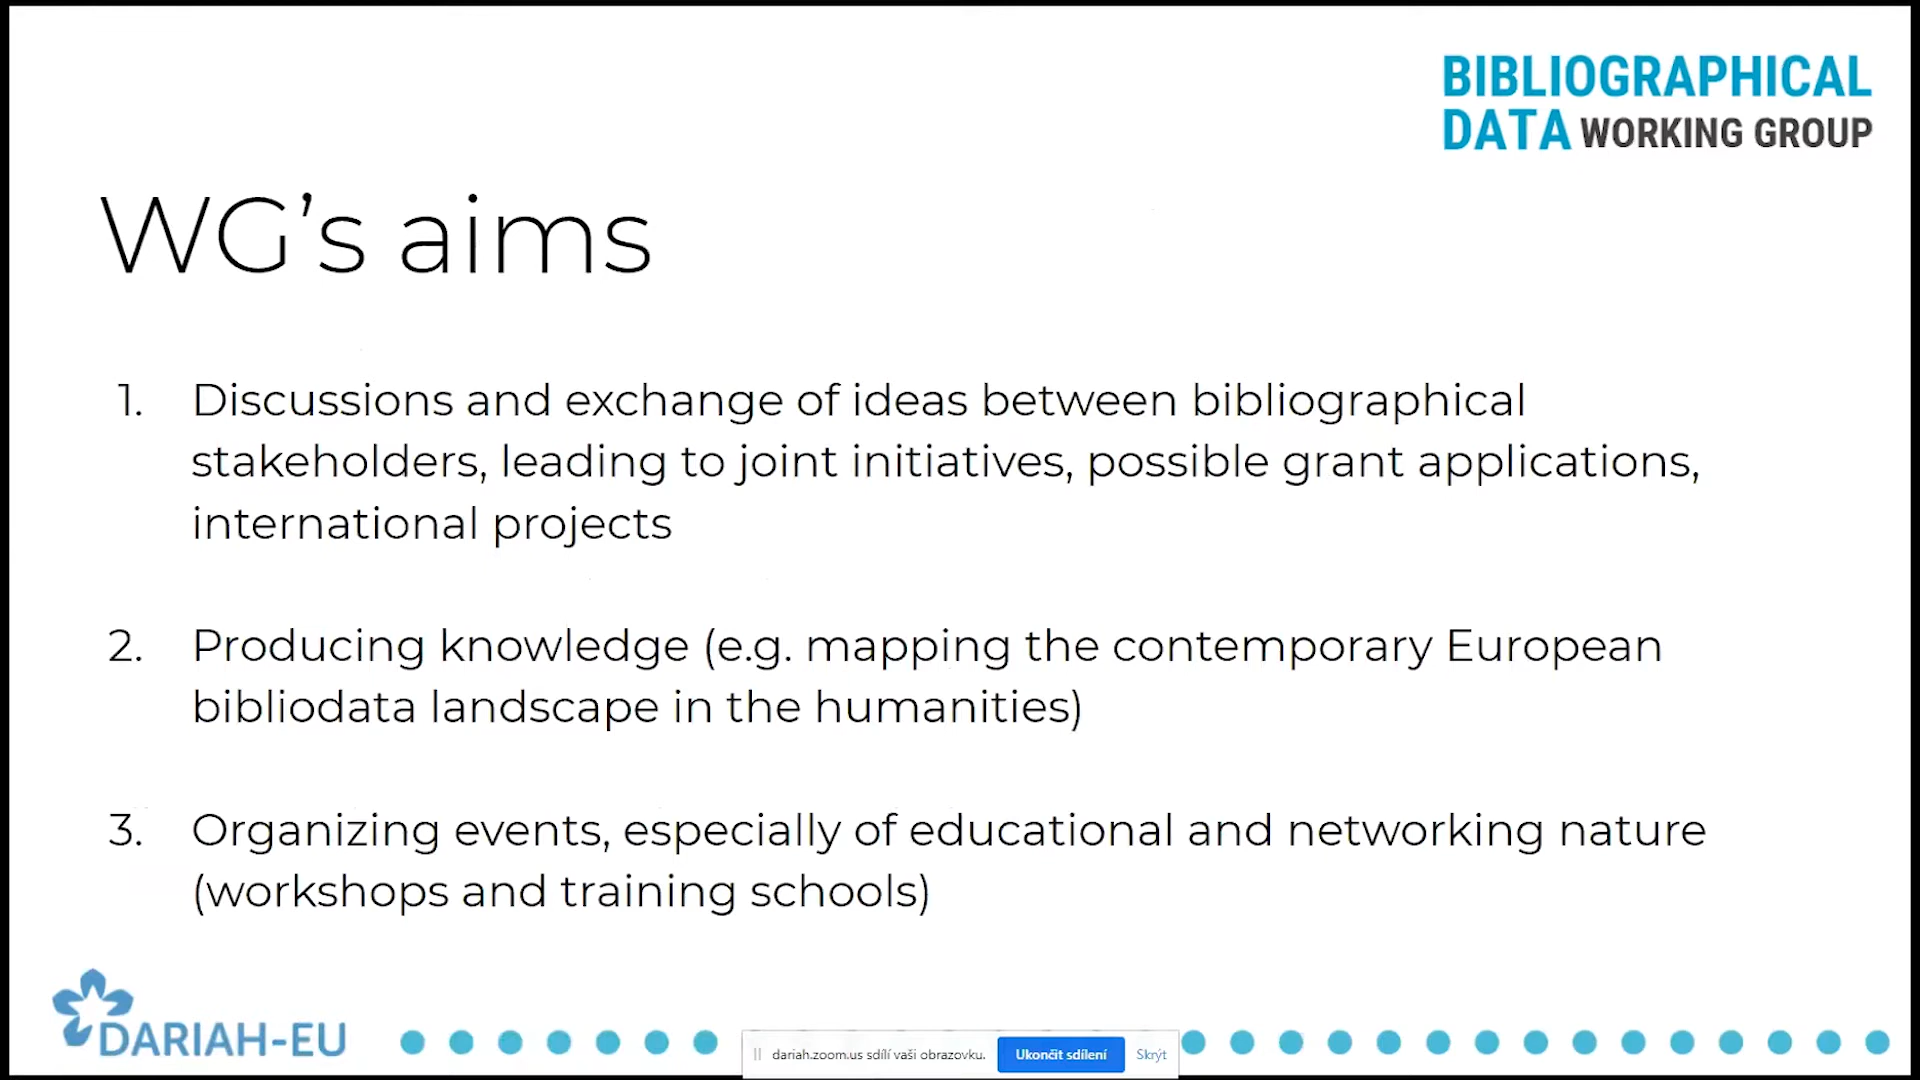 BIBLIOGRAPHICAL
DATA WORKING GROUP
WG’s aims
1. Discussions and exchange of ideas between bibliographical
stakeholders, leading to joint initiatives, possible grant applications,
international projects
2. Producing knowledge (e.g. mapping the contemporary European
bibliodata landscape in the humanities)
3. Organizing events, especially of educational and networking nature
(workshops and training schools)
DARIAH-EU
dariah.zoom.us sdílí vaši obrazovku. Ukončit sdílení Skrýt